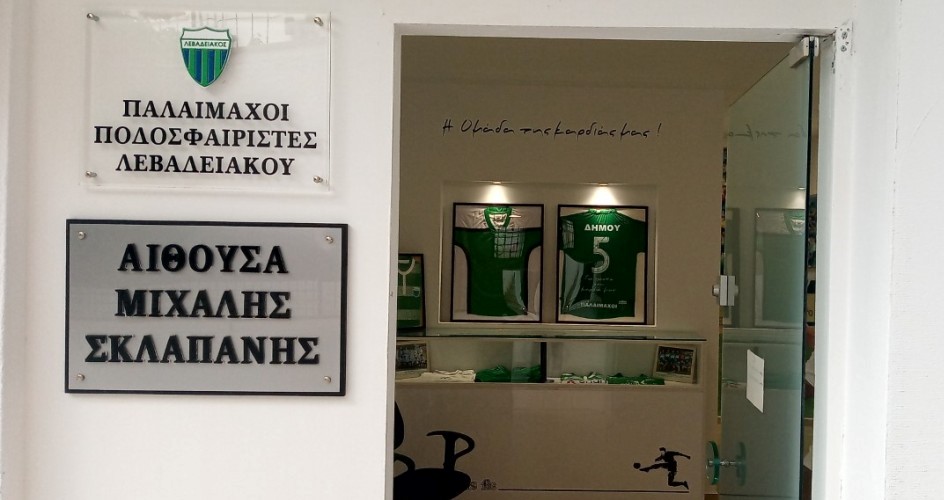 ΛΕΒΑΔΕΙΑΚΟΣ
ΠΑΛΑΙΜΑΧΟΙ
ΠΟΔΟΣΦΑΙΡΙΣΤΕΣ
ΛΕΒΑΔΕΙΑΚΟΥ
ΑΙΘΟΥΣΑ
ΜΙΧΑΛΗΣ
ΣΚΛΑΠΑΝΗΣ
Η Ομάδα της καρδιάς μας!
ΔΗΜΟΥ
5
ΠΑΛΑΙΜΑΧΟΙ